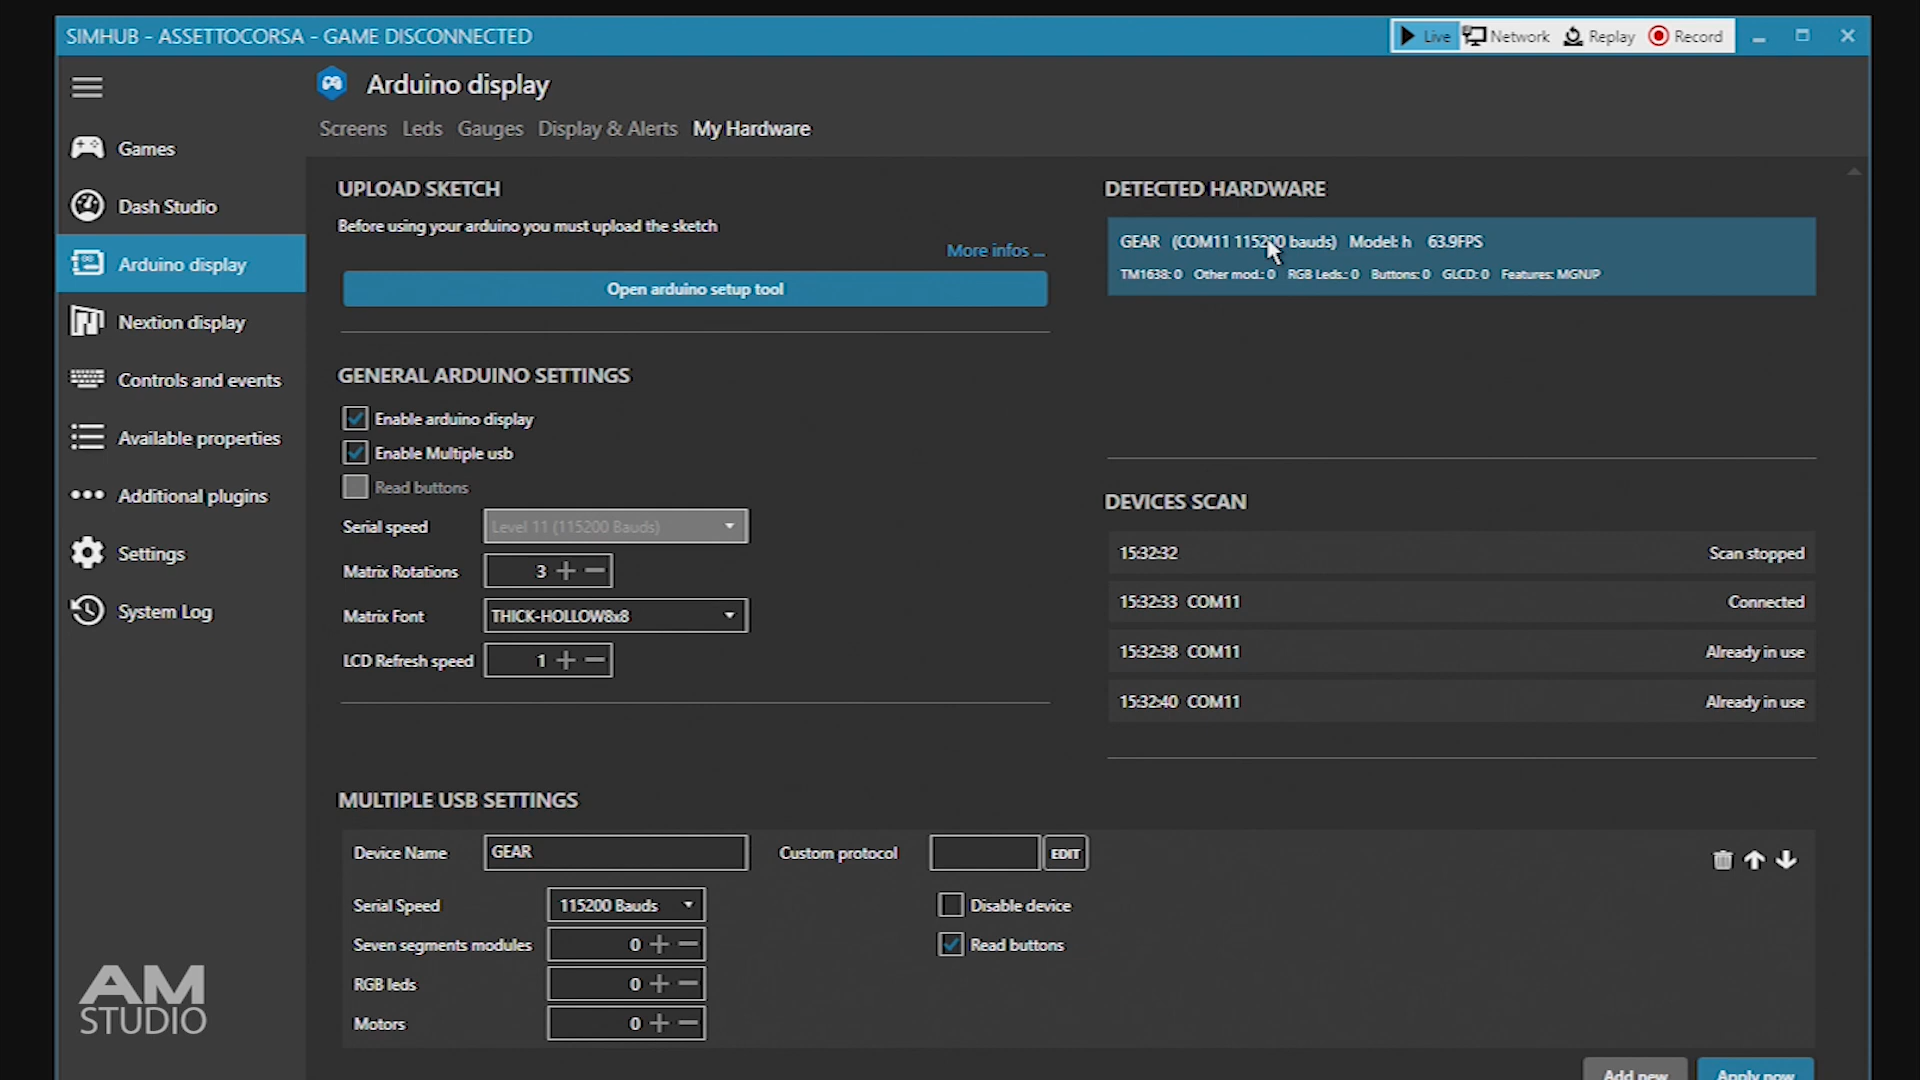 SIMHUB - ASSETTOCORSA - GAME DISCONNECTED
Live Network Replay Record
Arduino display
Screens Leds Gauges Display & Alerts My Hardware
Games
Dash Studio
Arduino display
Nextion display
Controls and events
Available properties
Additional plugins
Settings
System Log
AM
STUDIO
UPLOAD SKETCH
Before using your arduino you must upload the sketch
More infos ...
Open arduino setup tool
GENERAL ARDUINO SETTINGS
Enable arduino display
Enable Multiple usb
Read buttons
Serial speed Level 11 (115200 Bauds)
Matrix Rotations 3
Matrix Font THICK-HOLLOW8x8
LCD Refresh speed 1
DETECTED HARDWARE
GEAR (COM11 115200 bauds) Model: h 63.9FPS
TM1638: 0 Other mod.: 0 RGB Leds.: 0 Buttons: 0 GLCD: 0 Features: MGNJP
DEVICES SCAN
15:32:32 Scan stopped
15:32:33 COM11 Connected
15:32:38 COM11 Already in use
15:32:40 COM11 Already in use
MULTIPLE USB SETTINGS
Device Name GEAR Custom protocol EDIT
Serial Speed 115200 Bauds Disable device
Seven segments modules 0 Read buttons
RGB leds 0
Motors 0
Add new Apply now